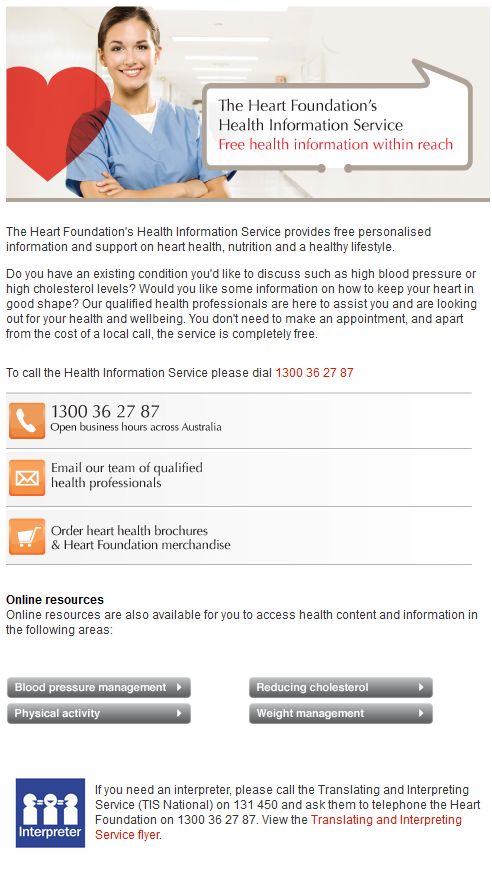 The Heart Foundation's
Health Information Service
Free health information within reach
The Heart Foundation's Health Information Service provides free personalised
information and support on heart health, nutrition and a healthy lifestyle.
Do you have an existing condition you'd like to discuss such as high blood pressure or
high cholesterol levels? Would you like some information on how to keep your heart in
good shape? Our qualified health professionals are here to assist you and are looking
out for your health and wellbeing. You don't need to make an appointment, and apart
from the cost of a local call, the service is completely free.
To call the Health Information Service please dial 1300 36 27 87
1300 36 27 87
Open business hours across Australia
Email our team of qualified
health professionals
Order heart health brochures
& Heart Foundation merchandise
Online resources
Online resources are also available for you to access health content and information in
the following areas:
Blood pressure management
Reducing cholesterol
Physical activity
Weight management
If you need an interpreter, please call the Translating and Interpreting
Service (TIS National) on 131 450 and ask them to telephone the Heart
Foundation on 1300 36 27 87. View the Translating and Interpreting
Service flyer.
Interpreter